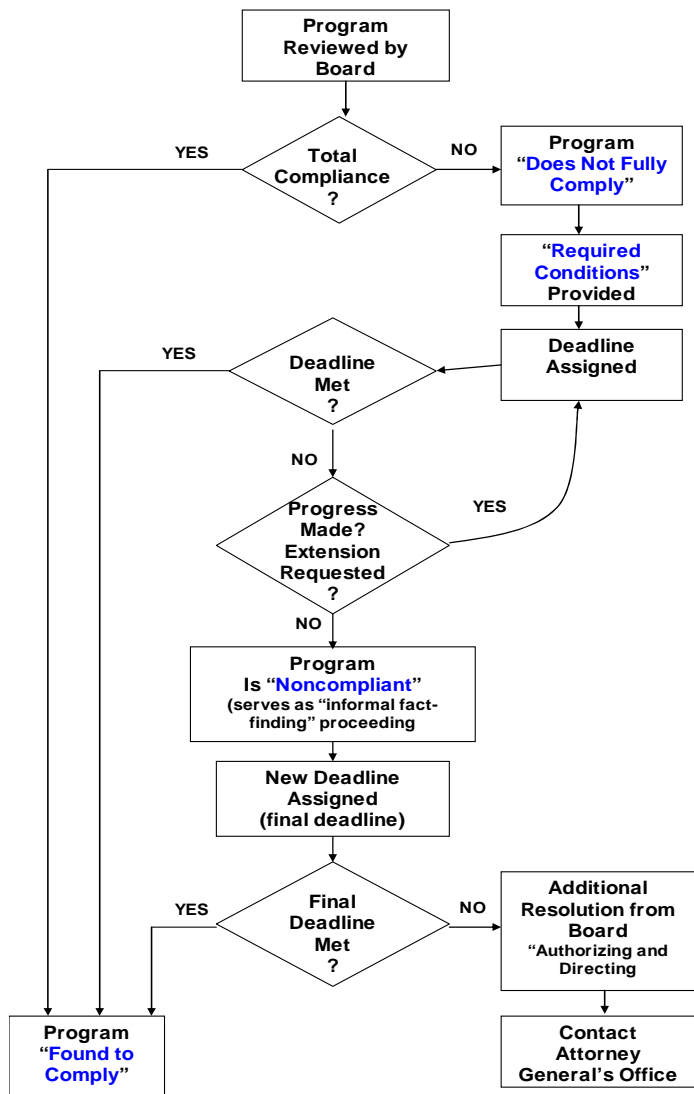 Program
Reviewed by
Board
YES
Total
Compliance
?
NO
Program
“Does Not Fully
Comply”
“Required
Conditions”
Provided
Deadline
Assigned
YES
Deadline
Met
?
NO
Progress
Made?
Extension
Requested
?
YES
NO
Program
Is “Noncompliant”
(serves as “informal fact-
finding” proceeding
New Deadline
Assigned
(final deadline)
YES
Final
Deadline
Met
?
NO
Additional
Resolution from
Board
“Authorizing and
Directing
Program
“Found to
Comply”
Contact
Attorney
General’s Office